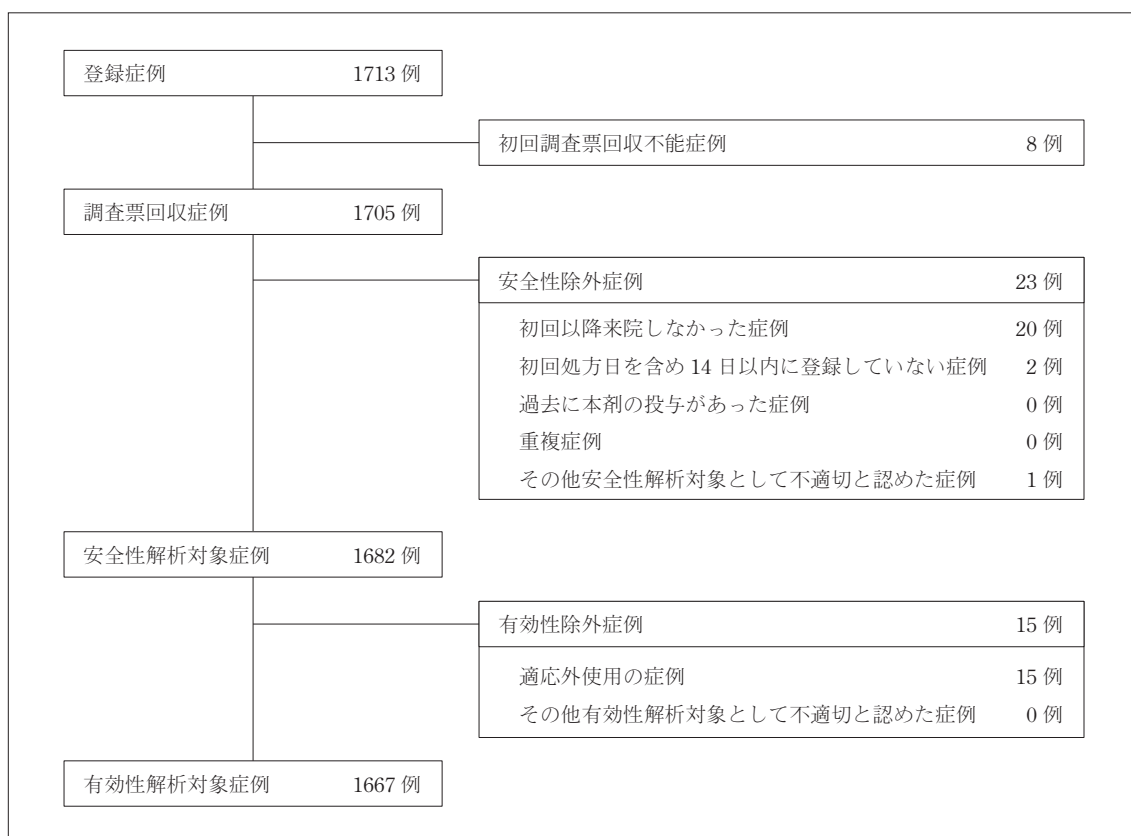 登録症例 1713 例
初回調査票回収不能症例 8 例
調査票回収症例 1705 例
安全性除外症例 23 例
初回以降来院しなかった症例 20 例
初回処方日を含め 14 日以内に登録していない症例 2 例
過去に本剤の投与があった症例 0 例
重複症例 0 例
その他安全性解析対象として不適切と認めた症例 1 例
安全性解析対象症例 1682 例
有効性除外症例 15 例
適応外使用の症例 15 例
その他有効性解析対象として不適切と認めた症例 0 例
有効性解析対象症例 1667 例